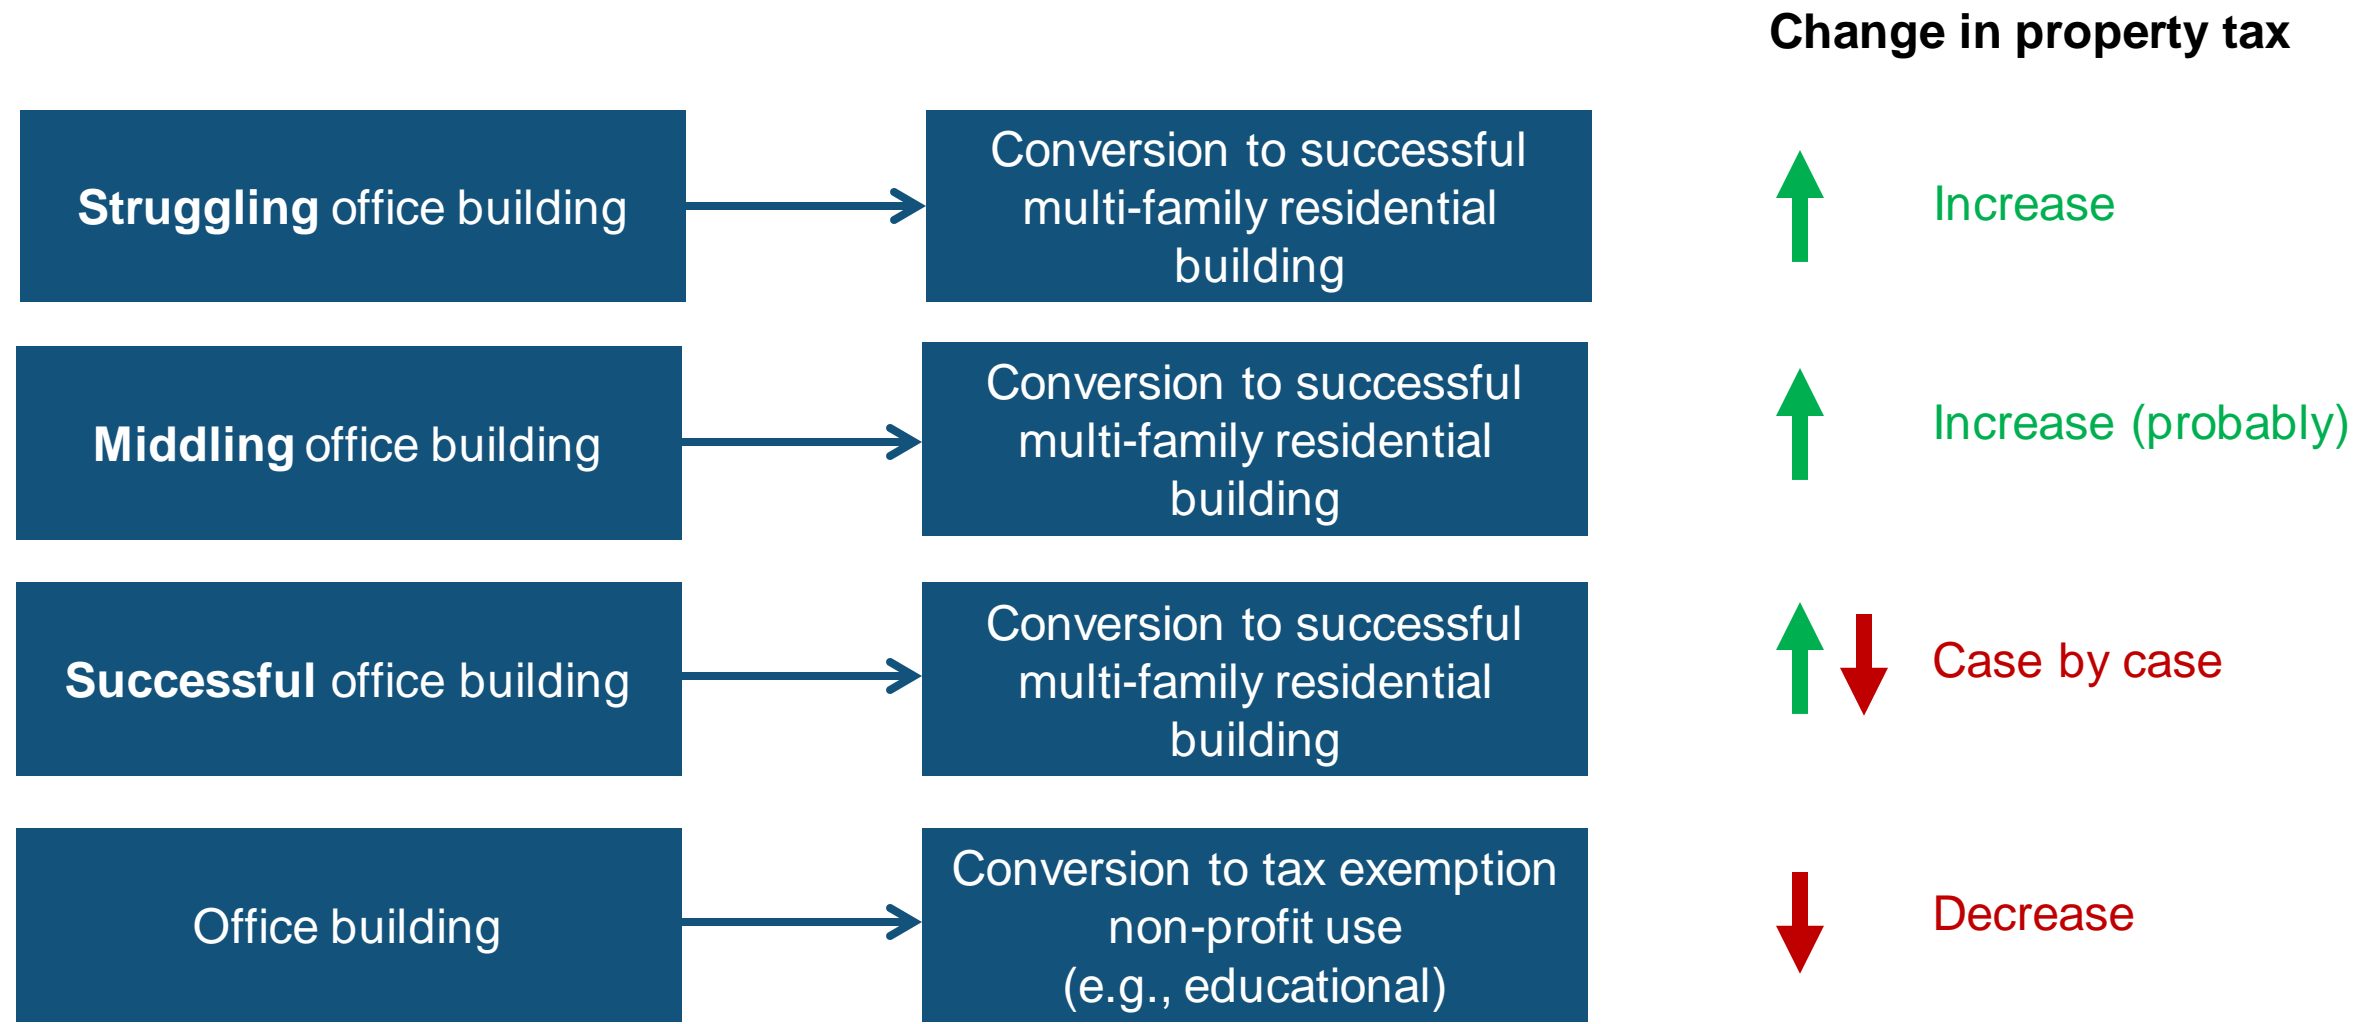 Change in property tax
Struggling office building
Conversion to successful
multi-family residential
building
Increase
Middling office building
Conversion to successful
multi-family residential
building
Increase (probably)
Successful office building
Conversion to successful
multi-family residential
building
Case by case
Office building
Conversion to tax exemption
non-profit use
(e.g., educational)
Decrease